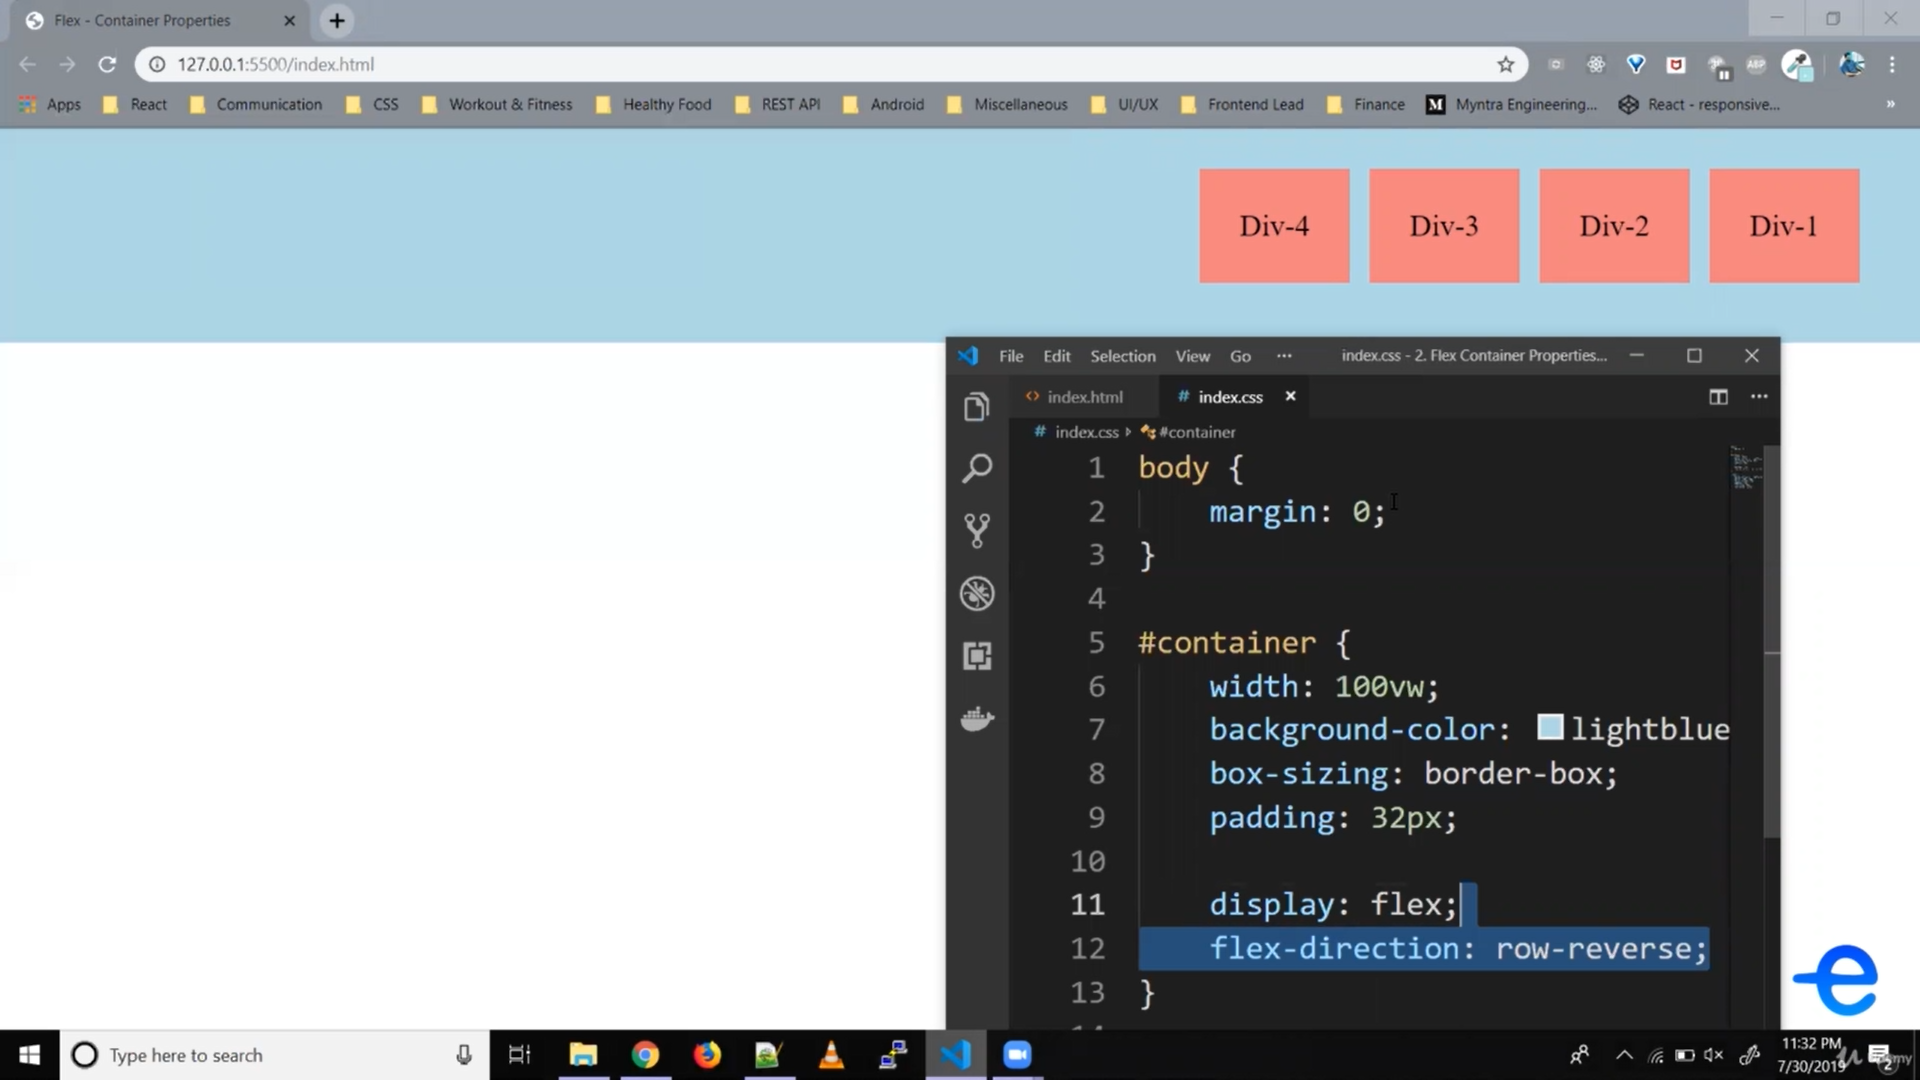 Flex - Container Properties
127.0.0.1:5500/index.html
Apps React Communication CSS Workout & Fitness Healthy Food REST API Android Miscellaneous UI/UX Frontend Lead Finance Myntra Engineering... React - responsive... »
ABP
Div-4 Div-3 Div-2 Div-1
File Edit Selection View Go ··· index.css - 2. Flex Container Properties...
index.html # index.css
# index.css #container
1 body {
2 margin: 0;
3 }
4
5 #container {
6 width: 100vw;
7 background-color: lightblue
8 box-sizing: border-box;
9 padding: 32px;
10
11 display: flex;
12 flex-direction: row-reverse;
13 }
Type here to search
11:32 PM
7/30/2019
2